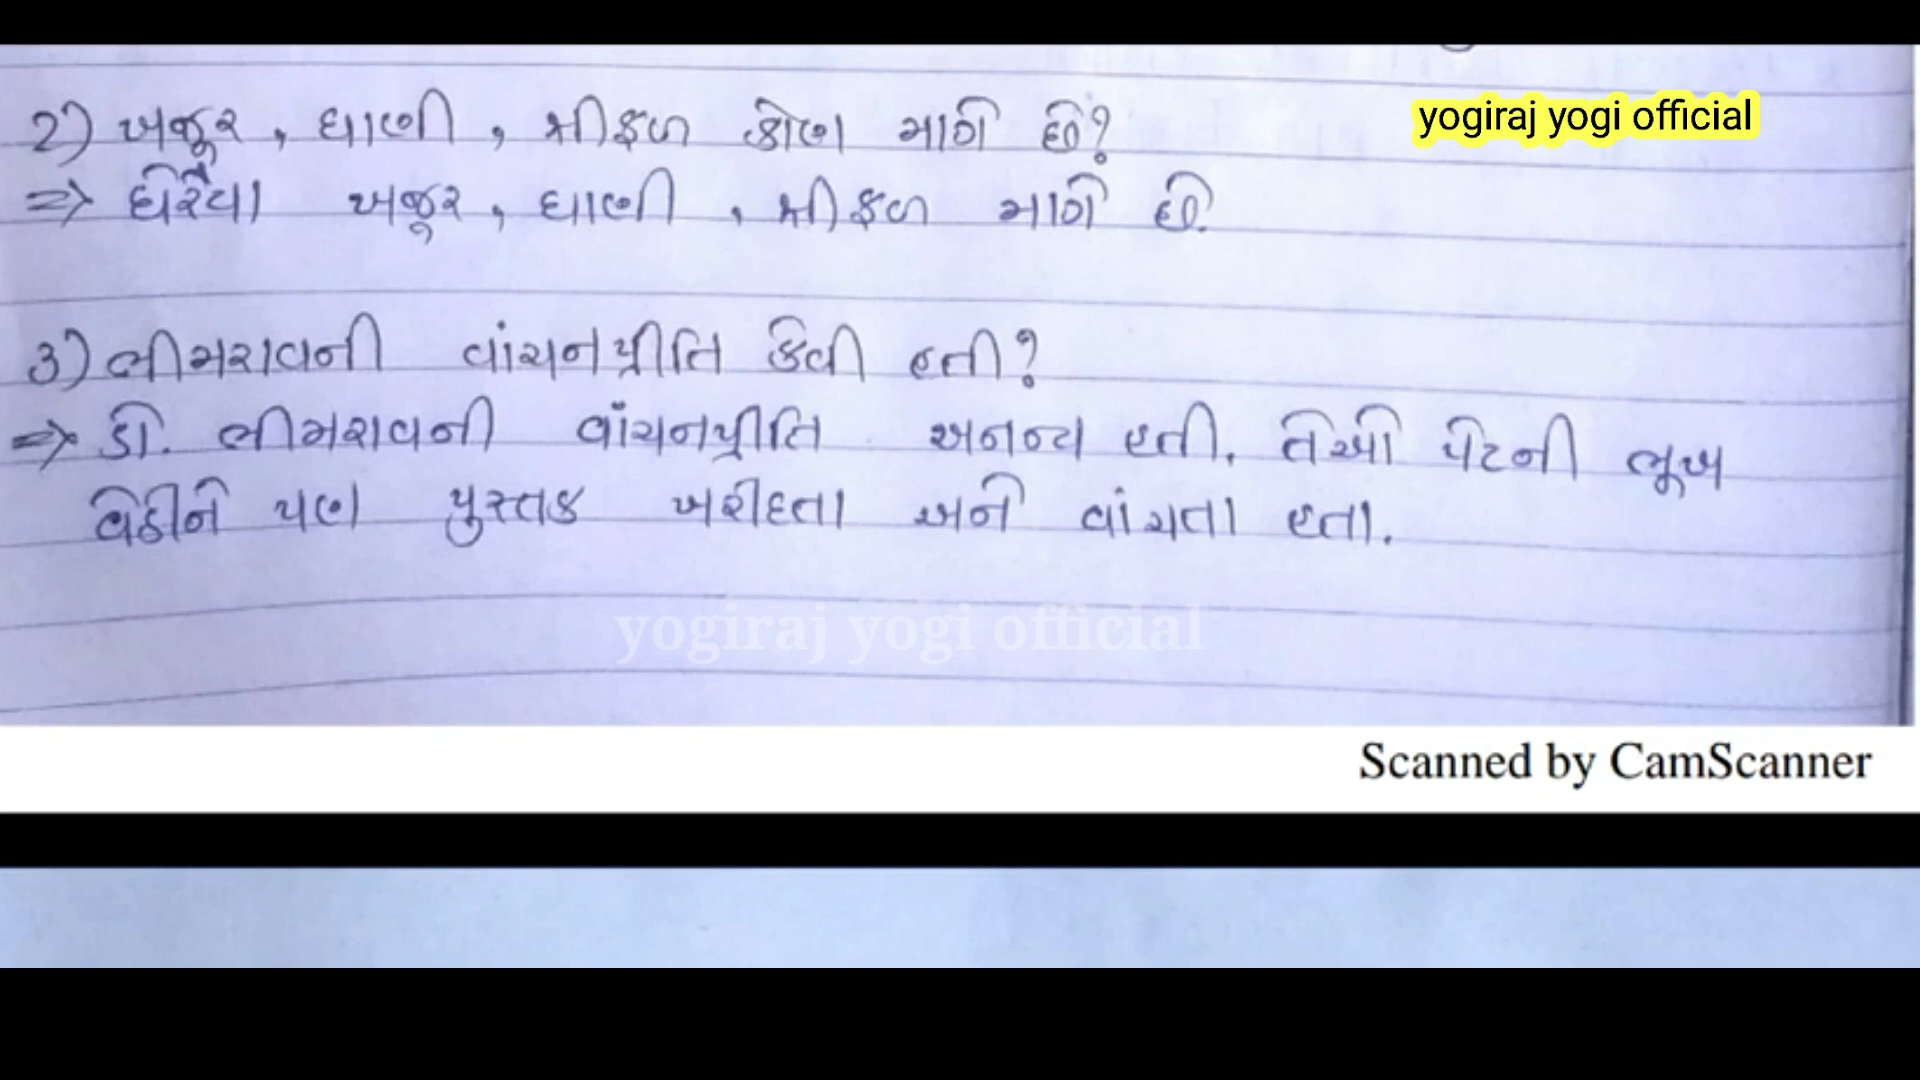 yogiraj yogi official
2) ખજૂર, ધાણી, શ્રીફળ કોણ માગે છે?
⇒ ઘેરૈયા ખજૂર, ધાણી, શ્રીફળ માગે છે.
3) ભીમરાવની વાંચનપ્રીતિ કેવી હતી?
⇒ ડૉ. ભીમરાવની વાંચનપ્રીતિ અનન્ય હતી. તેઓ પેટની ભૂખ
વેઠીને પણ પુસ્તક ખરીદતા અને વાંચતા હતા.
yogiraj yogi official
Scanned by CamScanner